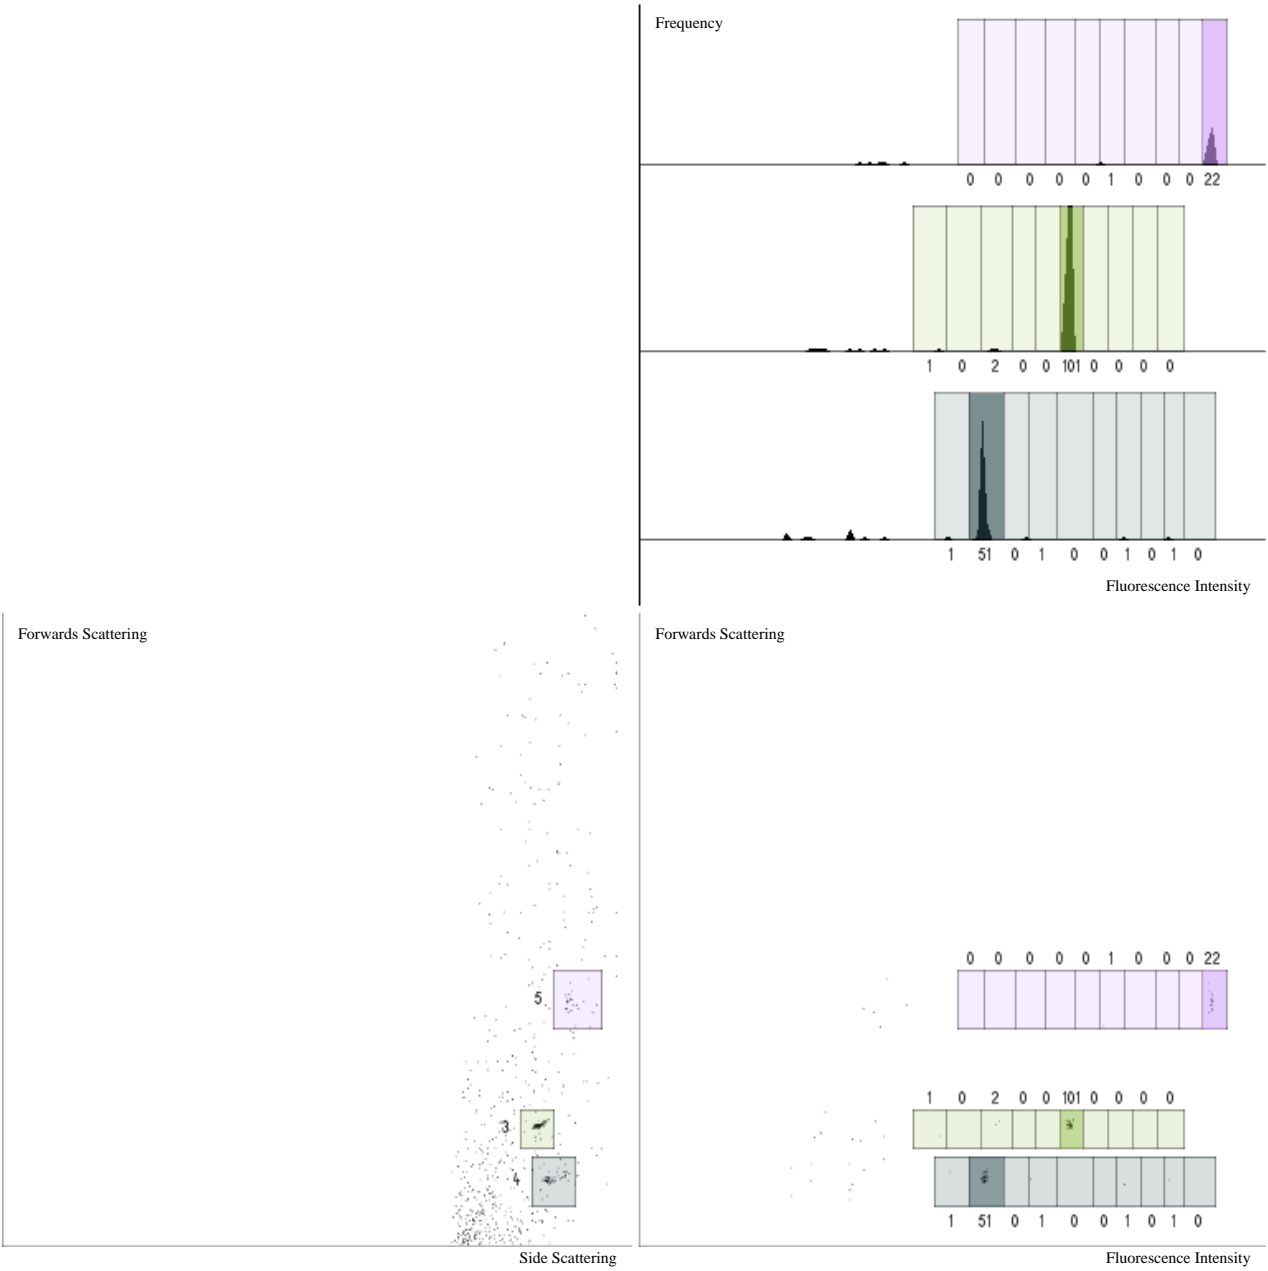 Frequency
0 0 0 0 0 1 0 0 0 22
1 0 2 0 0 101 0 0 0 0
1 51 0 1 0 0 1 0 1 0
Fluorescence Intensity
Forwards Scattering
5
3
4
Side Scattering
Forwards Scattering
0 0 0 0 0 1 0 0 0 22
1 0 2 0 0 101 0 0 0 0
1 51 0 1 0 0 1 0 1 0
Fluorescence Intensity